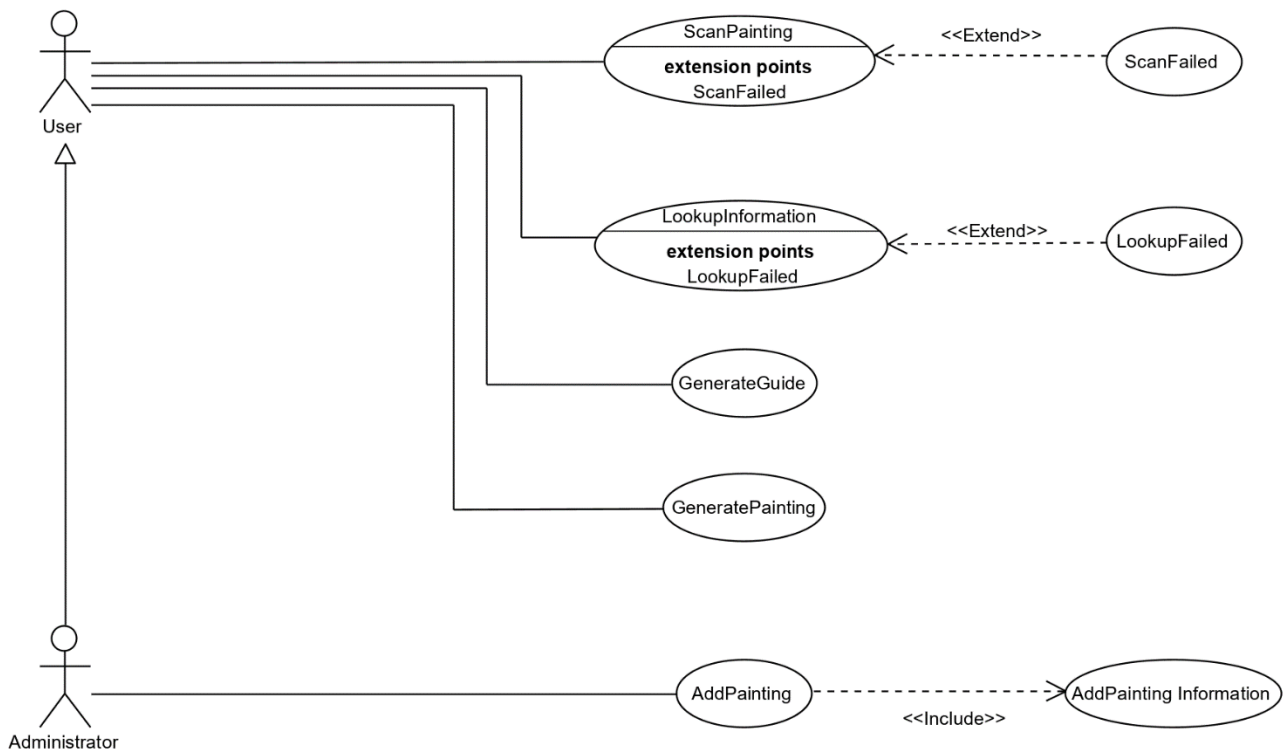 ScanPainting
extension points
ScanFailed
<<Extend>>
ScanFailed
User
LookupInformation
extension points
LookupFailed
<<Extend>>
LookupFailed
GenerateGuide
GeneratePainting
AddPainting
<<Include>>
AddPainting Information
Administrator